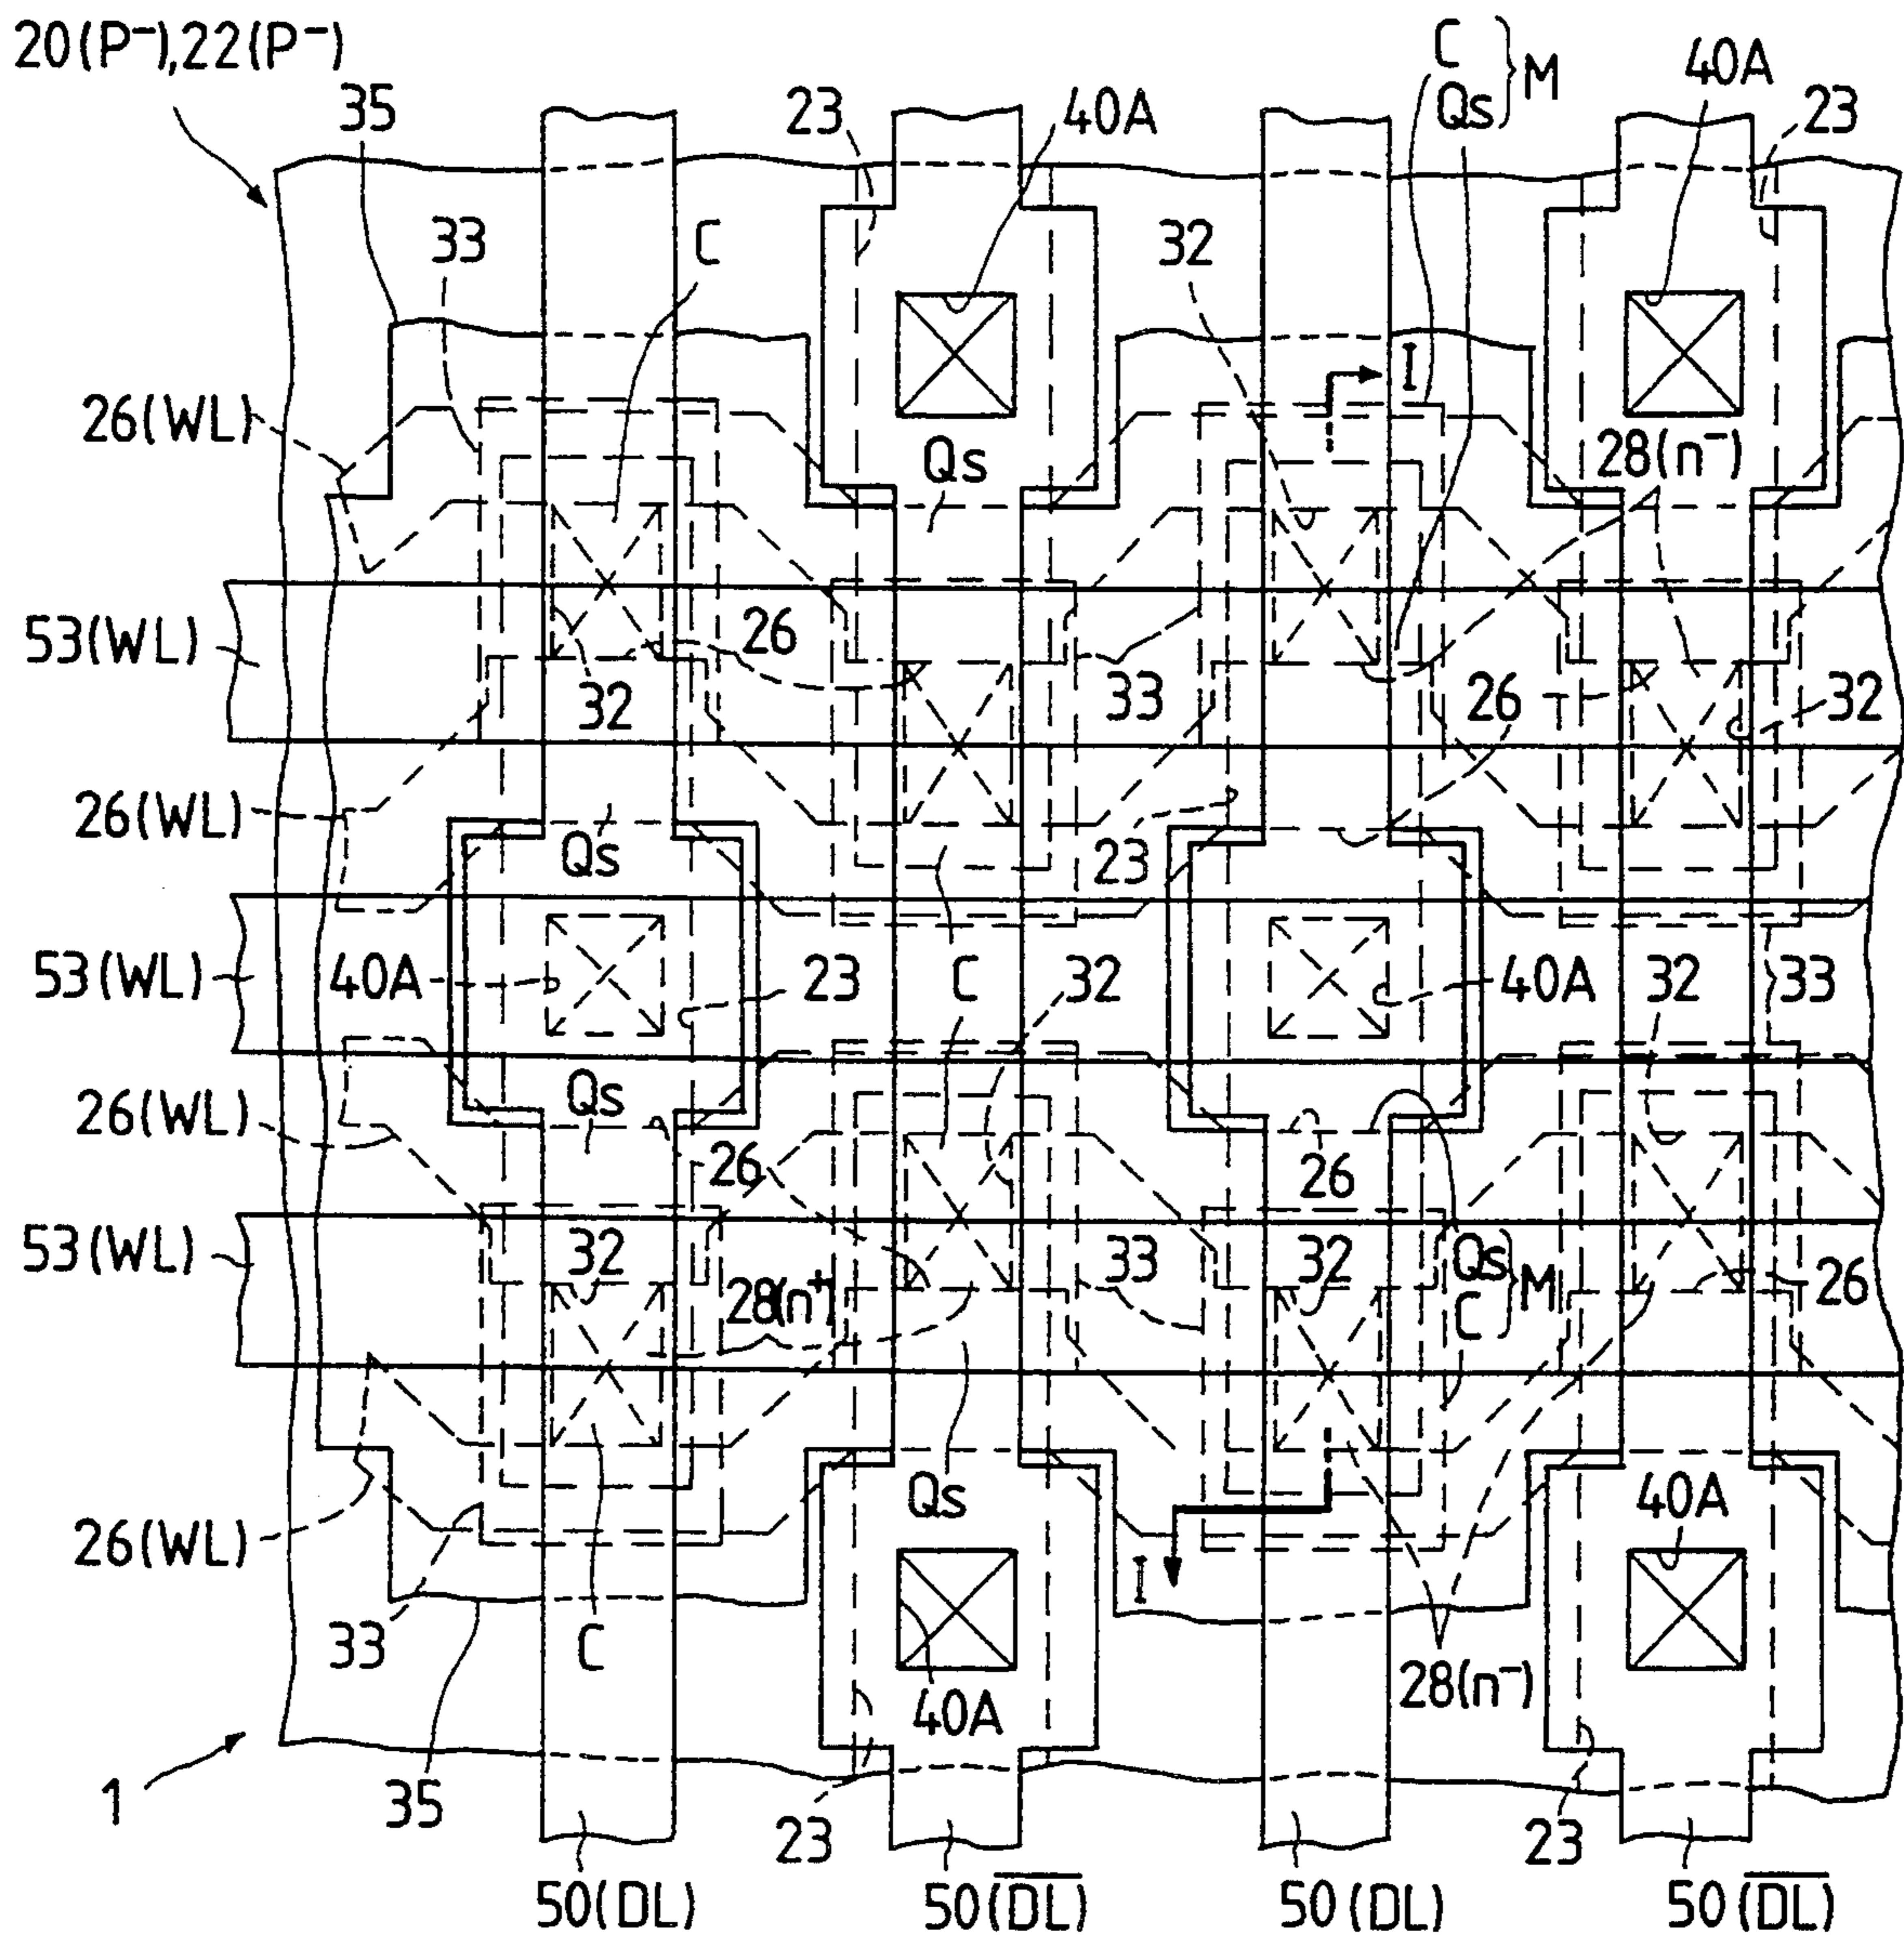 20(P⁻),22(P⁻)
C
Qs
}M
40A
35
23
40A
23
33
C
32
I
26(WL)
Qs
28(n⁻)
53(WL)
26
32
33
26
32
26(WL)
Qs
23
53(WL)
40A
23
C
32
40A
32
33
26(WL)
Qs
26
26
53(WL)
32
28(n⁺)
33
32
Qs
C
}M
26
26(WL)
Qs
40A
I
33
C
28(n⁻)
40A
1
35
23
23
50(DL)
50(D̅L̅)
50(DL)
50(D̅L̅)